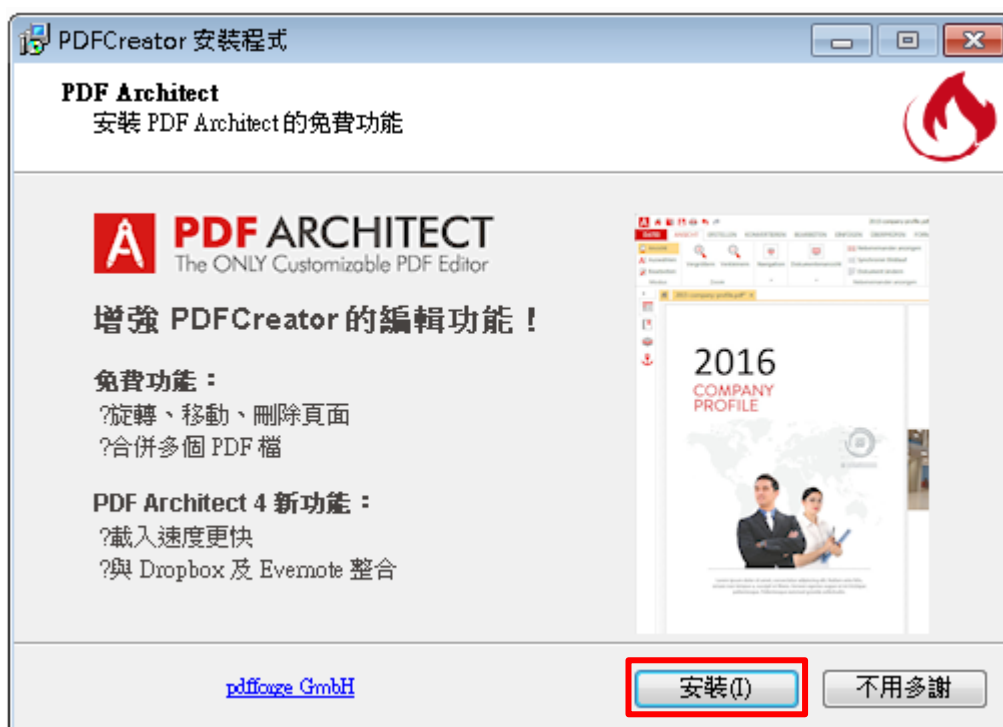 PDFCreator 安裝程式
PDF Architect
安裝 PDF Architect 的免費功能
PDF ARCHITECT
The ONLY Customizable PDF Editor
增強 PDFCreator 的編輯功能！
免費功能：
?旋轉、移動、刪除頁面
?合併多個 PDF 檔
PDF Architect 4 新功能：
?載入速度更快
?與 Dropbox 及 Evernote 整合
2016
COMPANY
PROFILE
pdfforge GmbH
安裝(I)
不用多謝